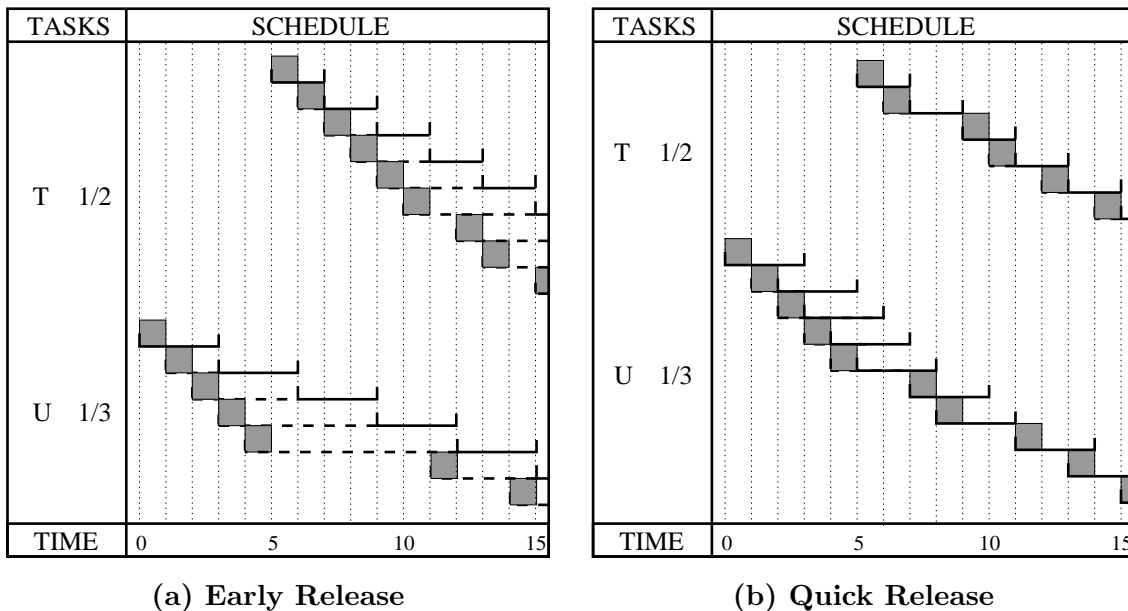 TASKS SCHEDULE
T 1/2
U 1/3
TIME 0 5 10 15
(a) Early Release
TASKS SCHEDULE
T 1/2
U 1/3
TIME 0 5 10 15
(b) Quick Release